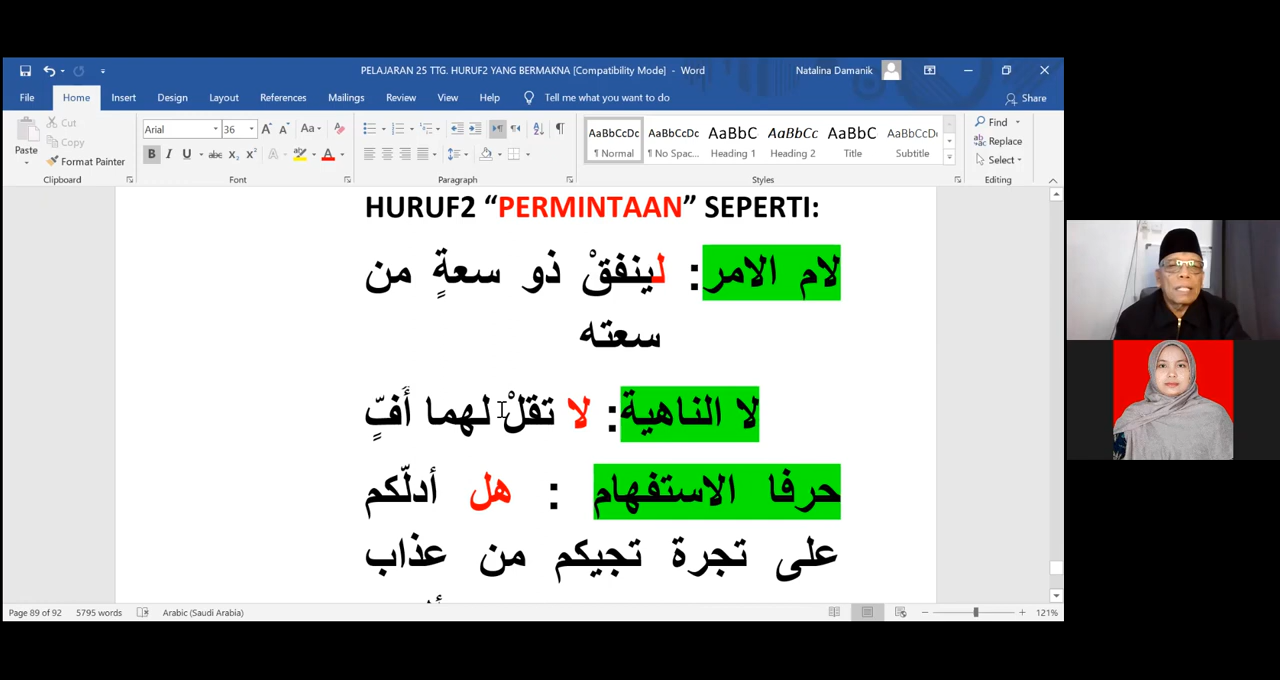 PELAJARAN 25 TTG. HURUF2 YANG BERMAKNA [Compatibility Mode] - Word
Natalina Damanik
File Home Insert Design Layout References Mailings Review View Help Tell me what you want to do Share
Paste
Cut
Copy
Format Painter
Arial 36
AaBbCcDc AaBbCcDc AaBbC AaBbCc AaBbC AaBbCcDı
¶ Normal ¶ No Spac... Heading 1 Heading 2 Title Subtitle
Find
Replace
Select
Clipboard Font Paragraph Styles Editing
HURUF2 “PERMINTAAN” SEPERTI:
لام الامر: لينفقْ ذو سعةٍ من
سعته
لا الناهية: لا تقلْ لهما أَفٍّ
حرفا الاستفهام : هل أدلّكم
على تجرة تجيكم من عذاب
Page 89 of 92 5795 words Arabic (Saudi Arabia) 121%